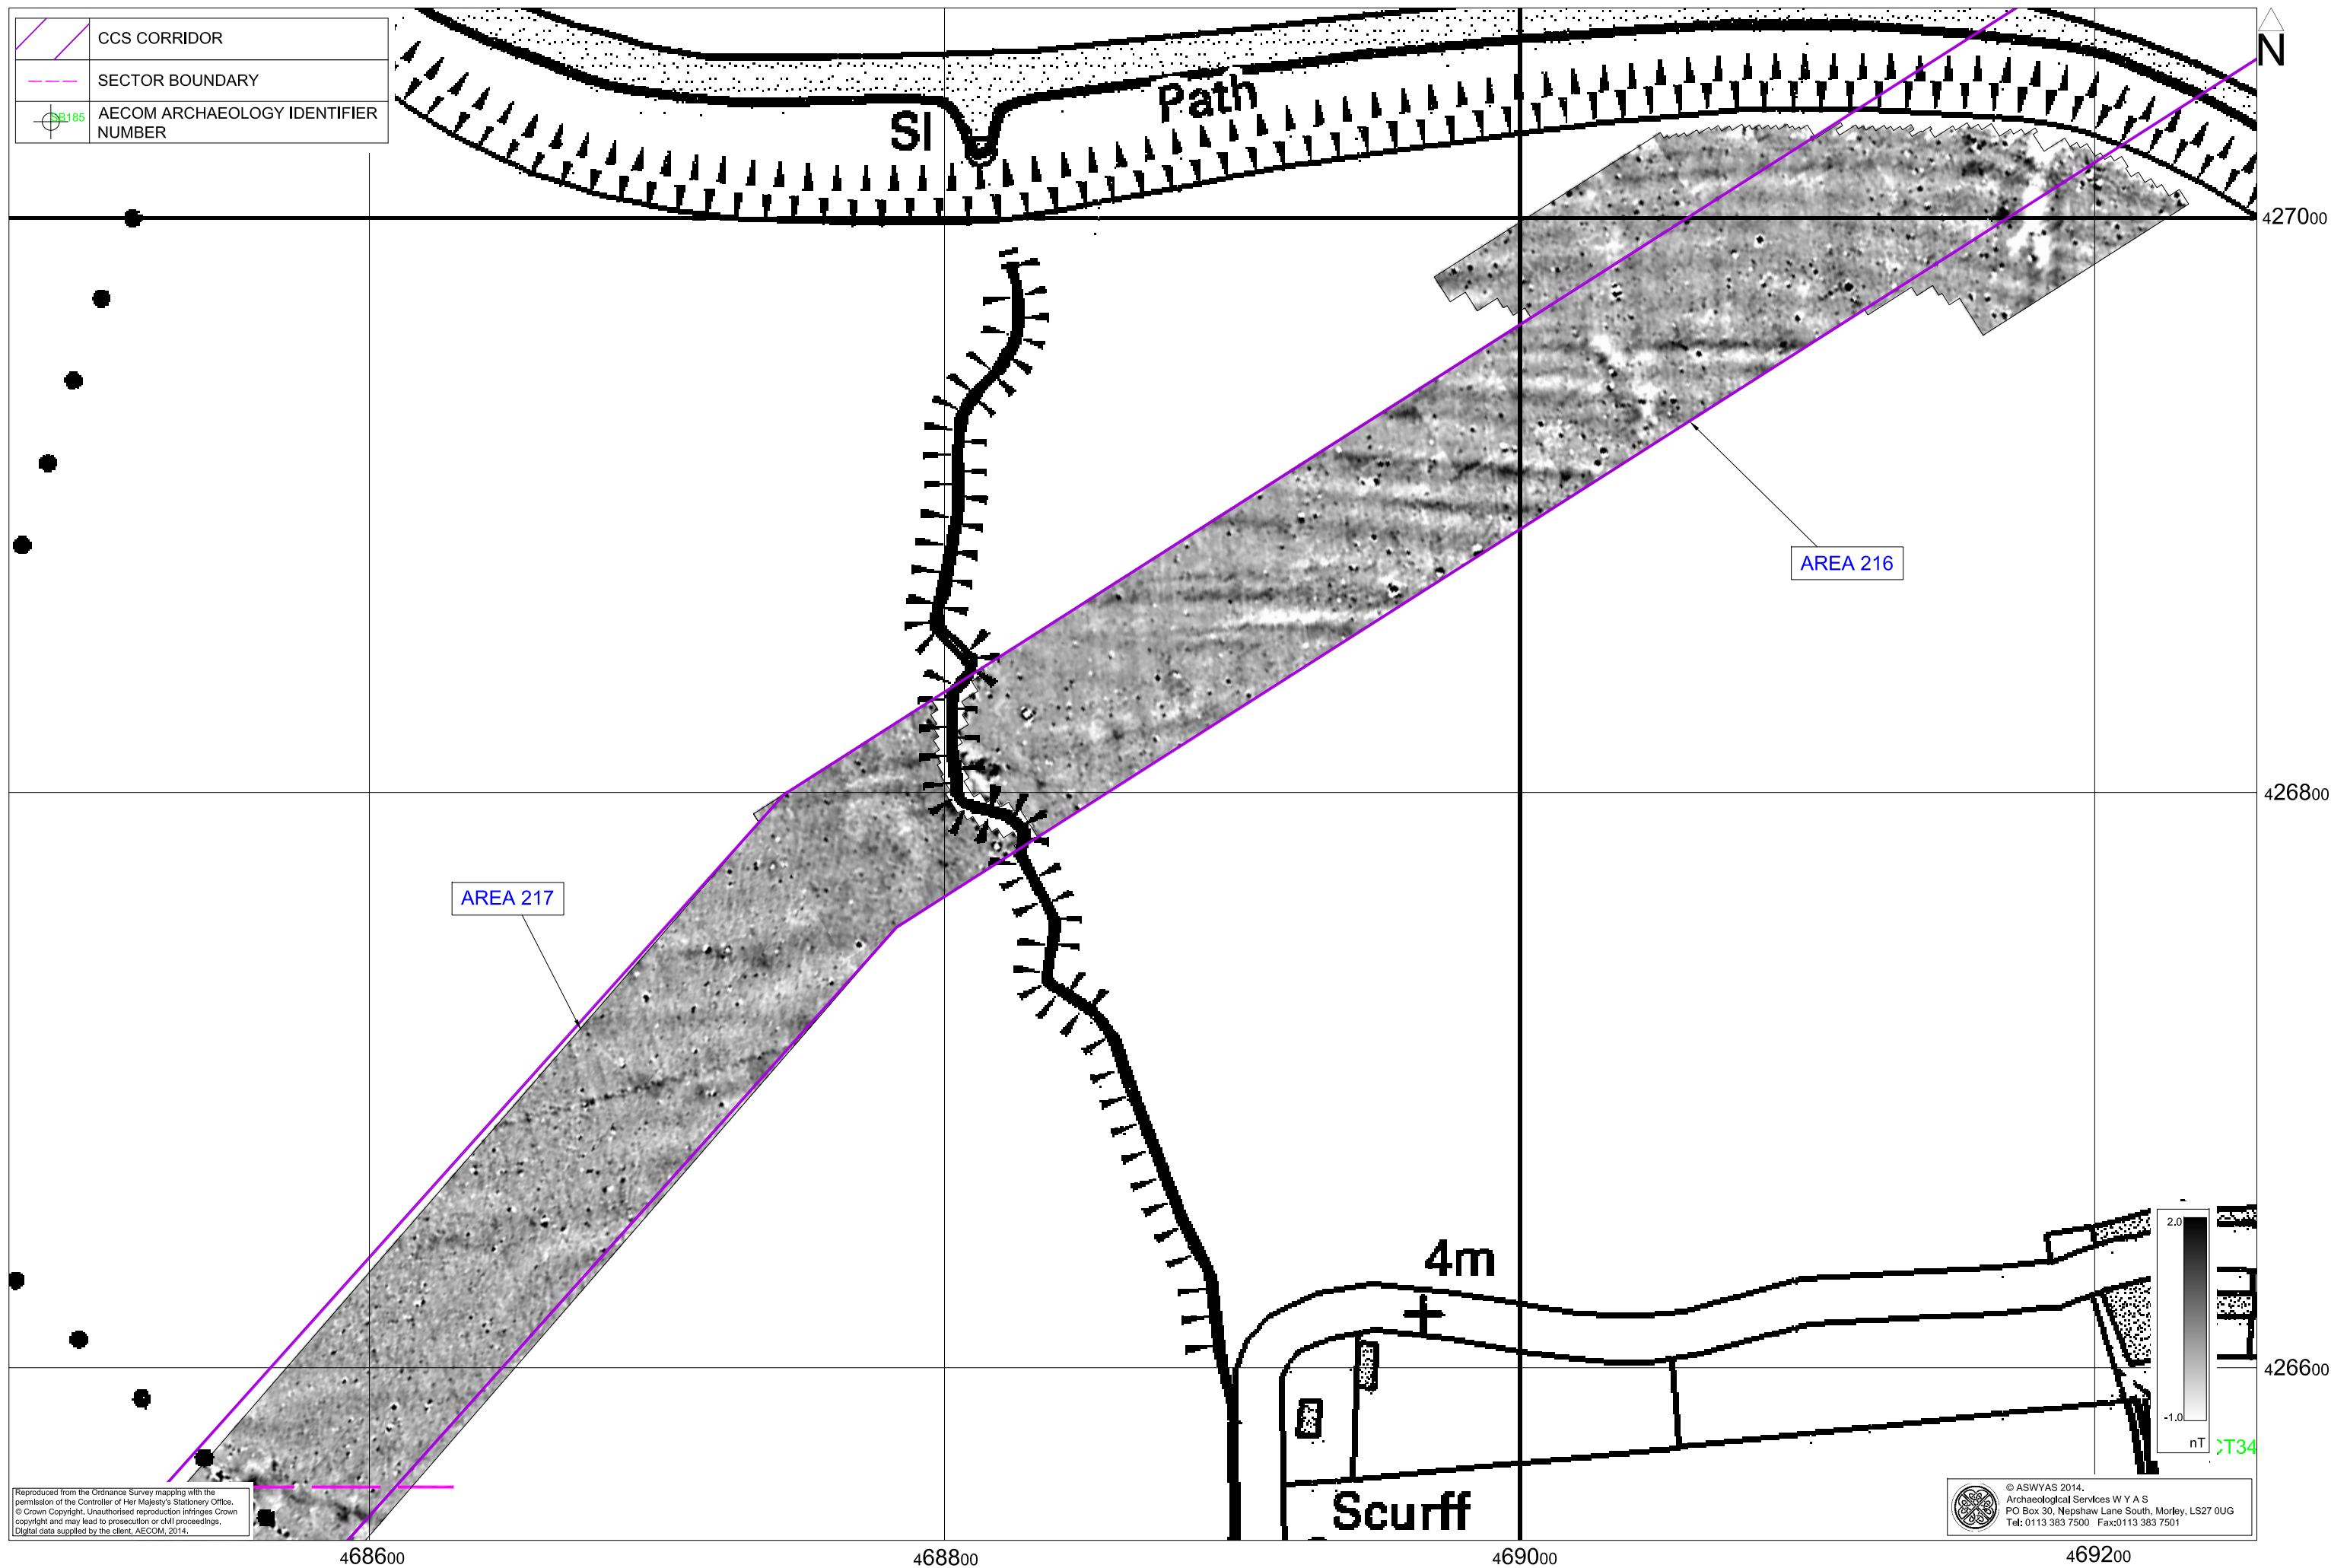 CCS CORRIDOR
SECTOR BOUNDARY
SB185
AECOM ARCHAEOLOGY IDENTIFIER
NUMBER
N
Path
Sl
427000
AREA 216
426800
AREA 217
4m
2.0
426600
-1.0
nT
CT34
Scurff
Reproduced from the Ordnance Survey mapping with the
permission of the Controller of Her Majesty's Stationery Office.
© Crown Copyright. Unauthorised reproduction infringes Crown
copyright and may lead to prosecution or civil proceedings.
Digital data supplied by the client, AECOM, 2014.
© ASWYAS 2014.
Archaeological Services W Y A S
PO Box 30, Nepshaw Lane South, Morley, LS27 0UG
Tel: 0113 383 7500 Fax:0113 383 7501
468600
468800
469000
469200